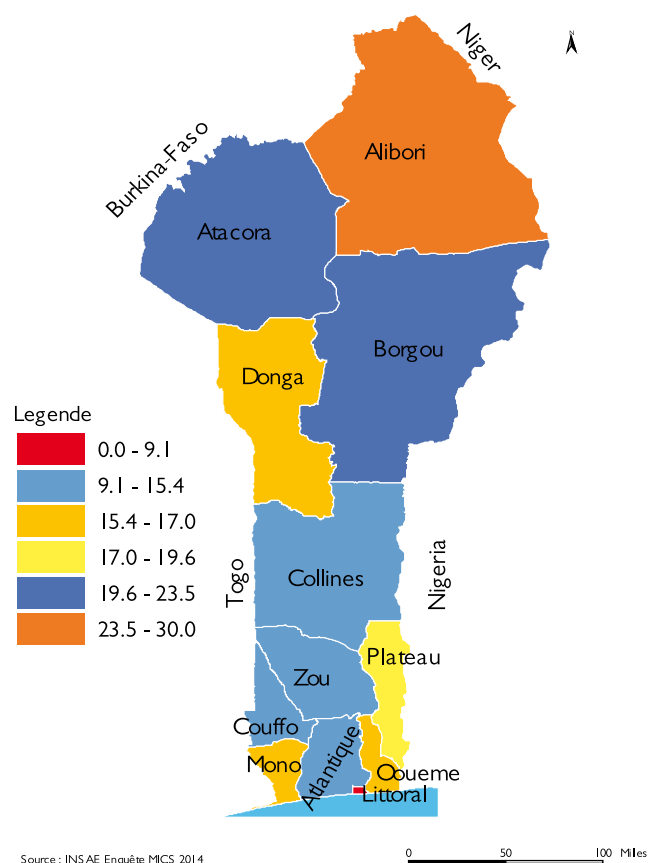 N
Niger
Burkina-Faso
Alibori
Atacora
Borgou
Donga
Legende
0.0 - 9.1
9.1 - 15.4
15.4 - 17.0
17.0 - 19.6
19.6 - 23.5
23.5 - 30.0
Togo
Collines
Nigeria
Plateau
Zou
Couffo
Mono
Atlantique
Ooueme
Littoral
0 50 100 Miles
Source : INSAE Enquête MICS 2014